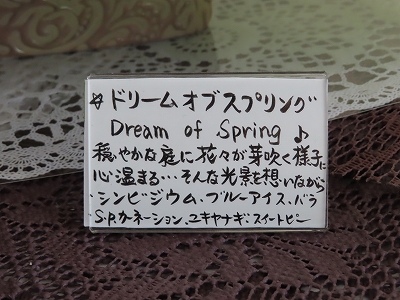 #ドリームオブスプリング
Dream of Spring ♪
穏やかな庭に花々が芽吹く様子に
心温まる…そんな光景を想いながら
シンビジウム、ブルーアイス、バラ
S.P.カーネーション、ユキヤナギ、スイートピー